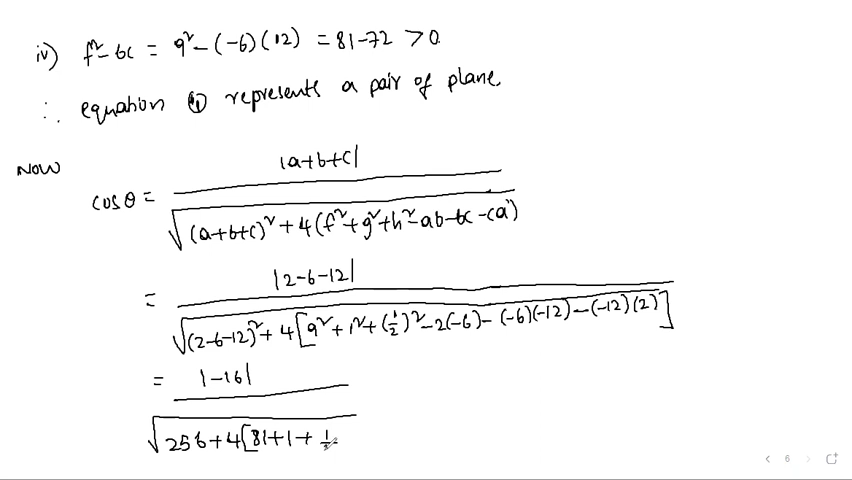 iv) f² - bc = 9² - (-6)(12) = 81-72 > 0
∴ equation ① represents a pair of plane.
Now
cos θ = |a+b+c| / √((a+b+c)² + 4(f²+g²+h²-ab-bc-ca))
= |2-6-12| / √((2-6-12)² + 4[9²+1²+(1/2)²-2(-6)-(-6)(-12)-(-12)(2)])
= |-16|
√256+4[81+1+1/
6